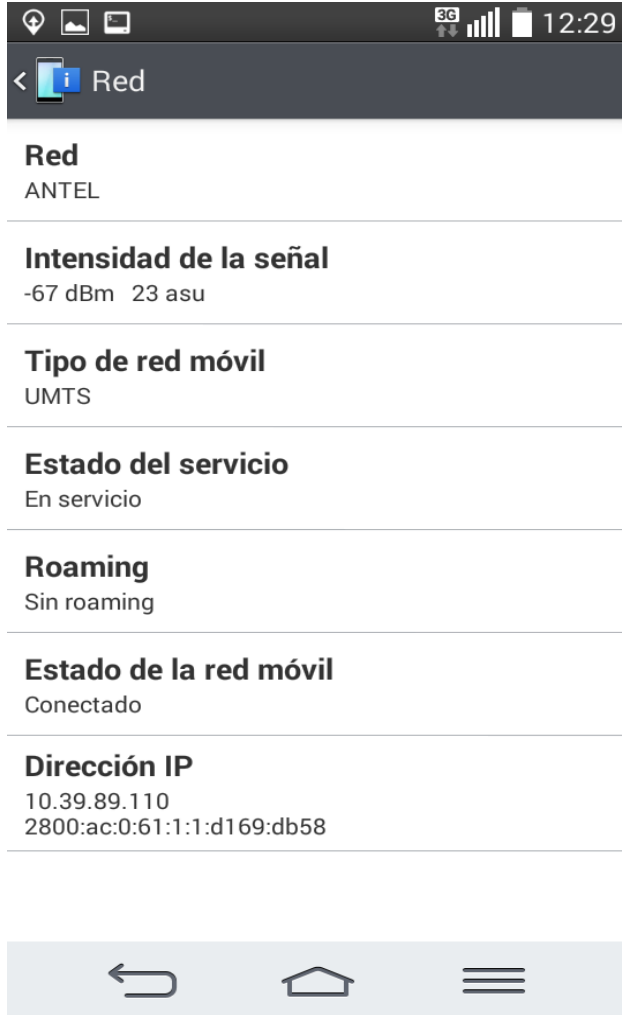 3G 12:29
Red
Red
ANTEL
Intensidad de la señal
-67 dBm 23 asu
Tipo de red móvil
UMTS
Estado del servicio
En servicio
Roaming
Sin roaming
Estado de la red móvil
Conectado
Dirección IP
10.39.89.110
2800:ac:0:61:1:1:d169:db58